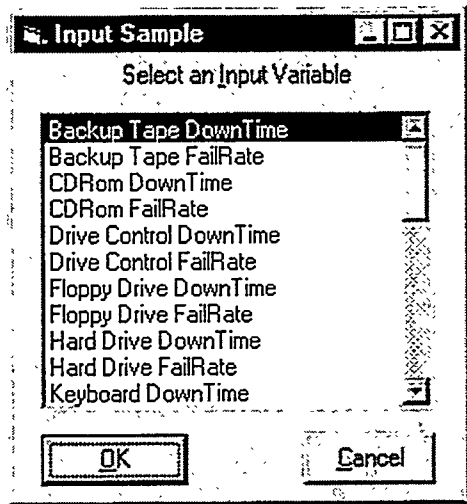 Input Sample
Select an Input Variable
Backup Tape DownTime
Backup Tape FailRate
CDRom DownTime
CDRom FailRate
Drive Control DownTime
Drive Control FailRate
Floppy Drive DownTime
Floppy Drive FailRate
Hard Drive DownTime
Hard Drive FailRate
Keyboard DownTime
OK
Cancel